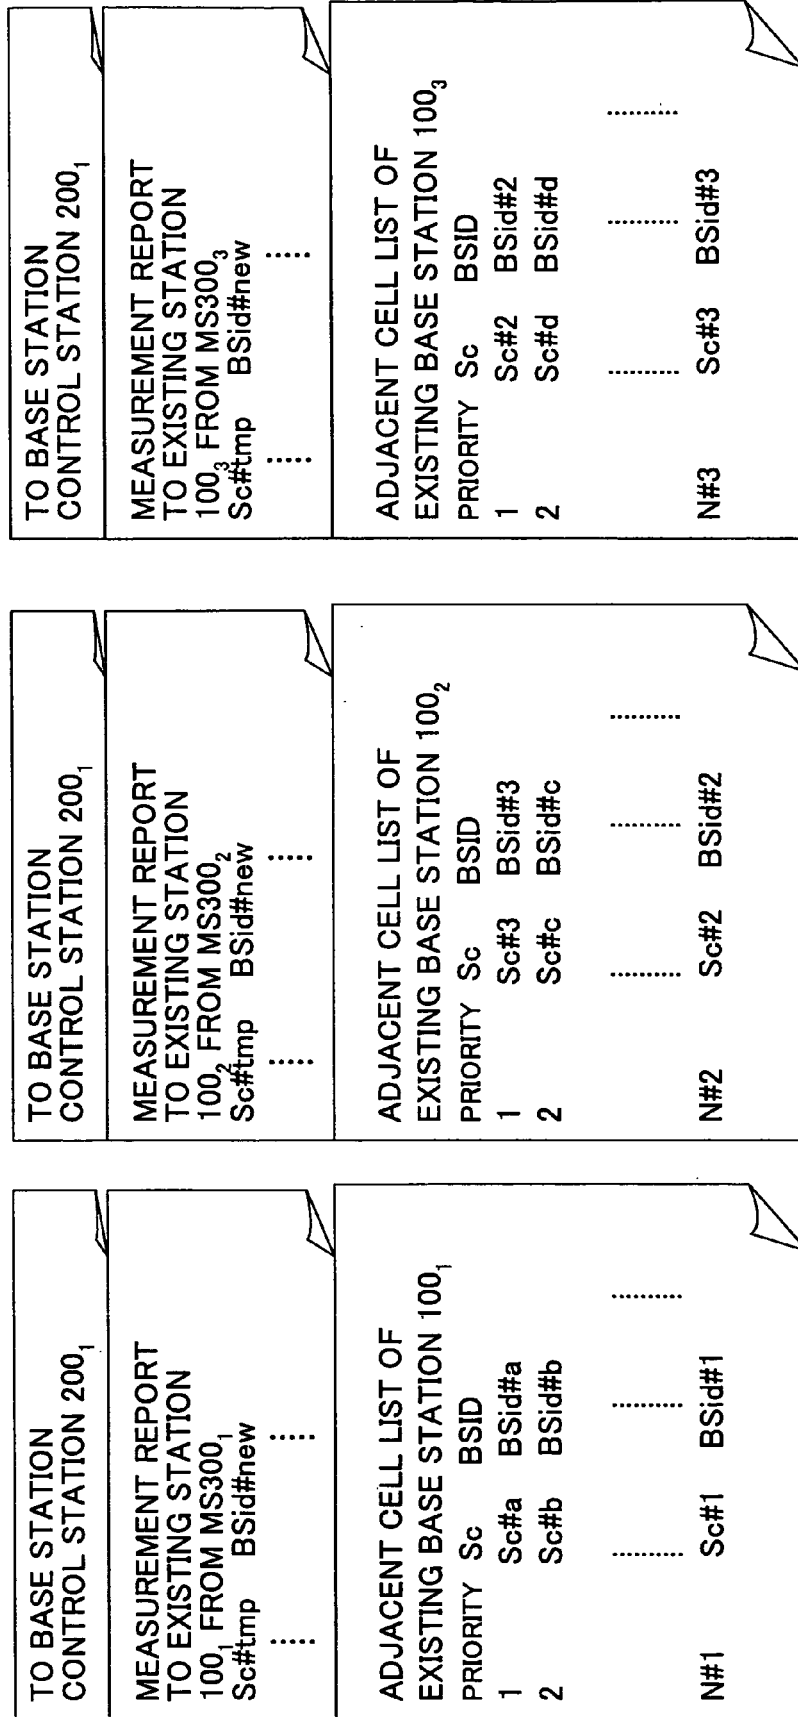 TO BASE STATION
CONTROL STATION 200₁
MEASUREMENT REPORT
TO EXISTING STATION
100₁ FROM MS300₁
Sc#tmp BSid#new
..... .....
ADJACENT CELL LIST OF
EXISTING BASE STATION 100₁
PRIORITY Sc BSID
1 Sc#a BSid#a
2 Sc#b BSid#b
.......... .......... ..........
N#1 Sc#1 BSid#1
TO BASE STATION
CONTROL STATION 200₁
MEASUREMENT REPORT
TO EXISTING STATION
100₂ FROM MS300₂
Sc#tmp BSid#new
..... .....
ADJACENT CELL LIST OF
EXISTING BASE STATION 100₂
PRIORITY Sc BSID
1 Sc#3 BSid#3
2 Sc#c BSid#c
.......... .......... ..........
N#2 Sc#2 BSid#2
TO BASE STATION
CONTROL STATION 200₁
MEASUREMENT REPORT
TO EXISTING STATION
100₃ FROM MS300₃
Sc#tmp BSid#new
..... .....
ADJACENT CELL LIST OF
EXISTING BASE STATION 100₃
PRIORITY Sc BSID
1 Sc#2 BSid#2
2 Sc#d BSid#d
.......... .......... ..........
N#3 Sc#3 BSid#3